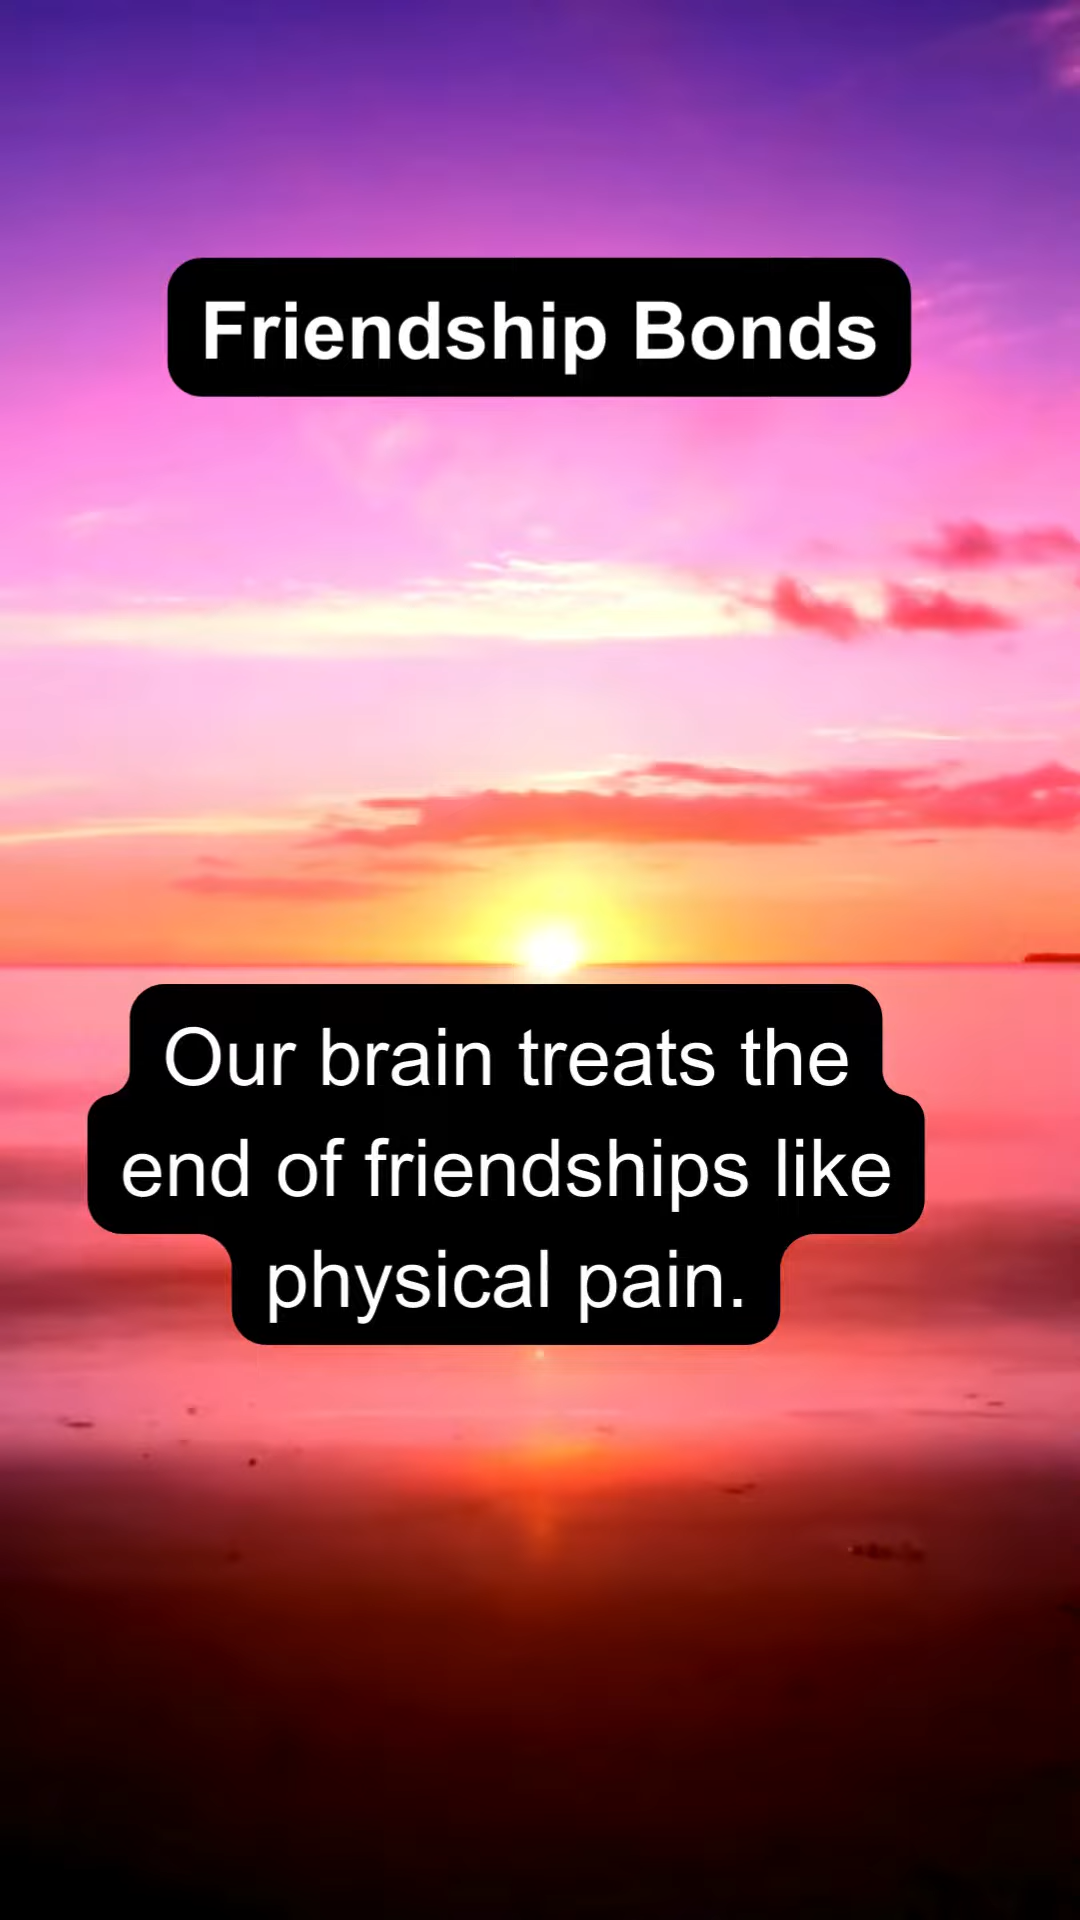 Friendship Bonds
Our brain treats the
end of friendships like
physical pain.